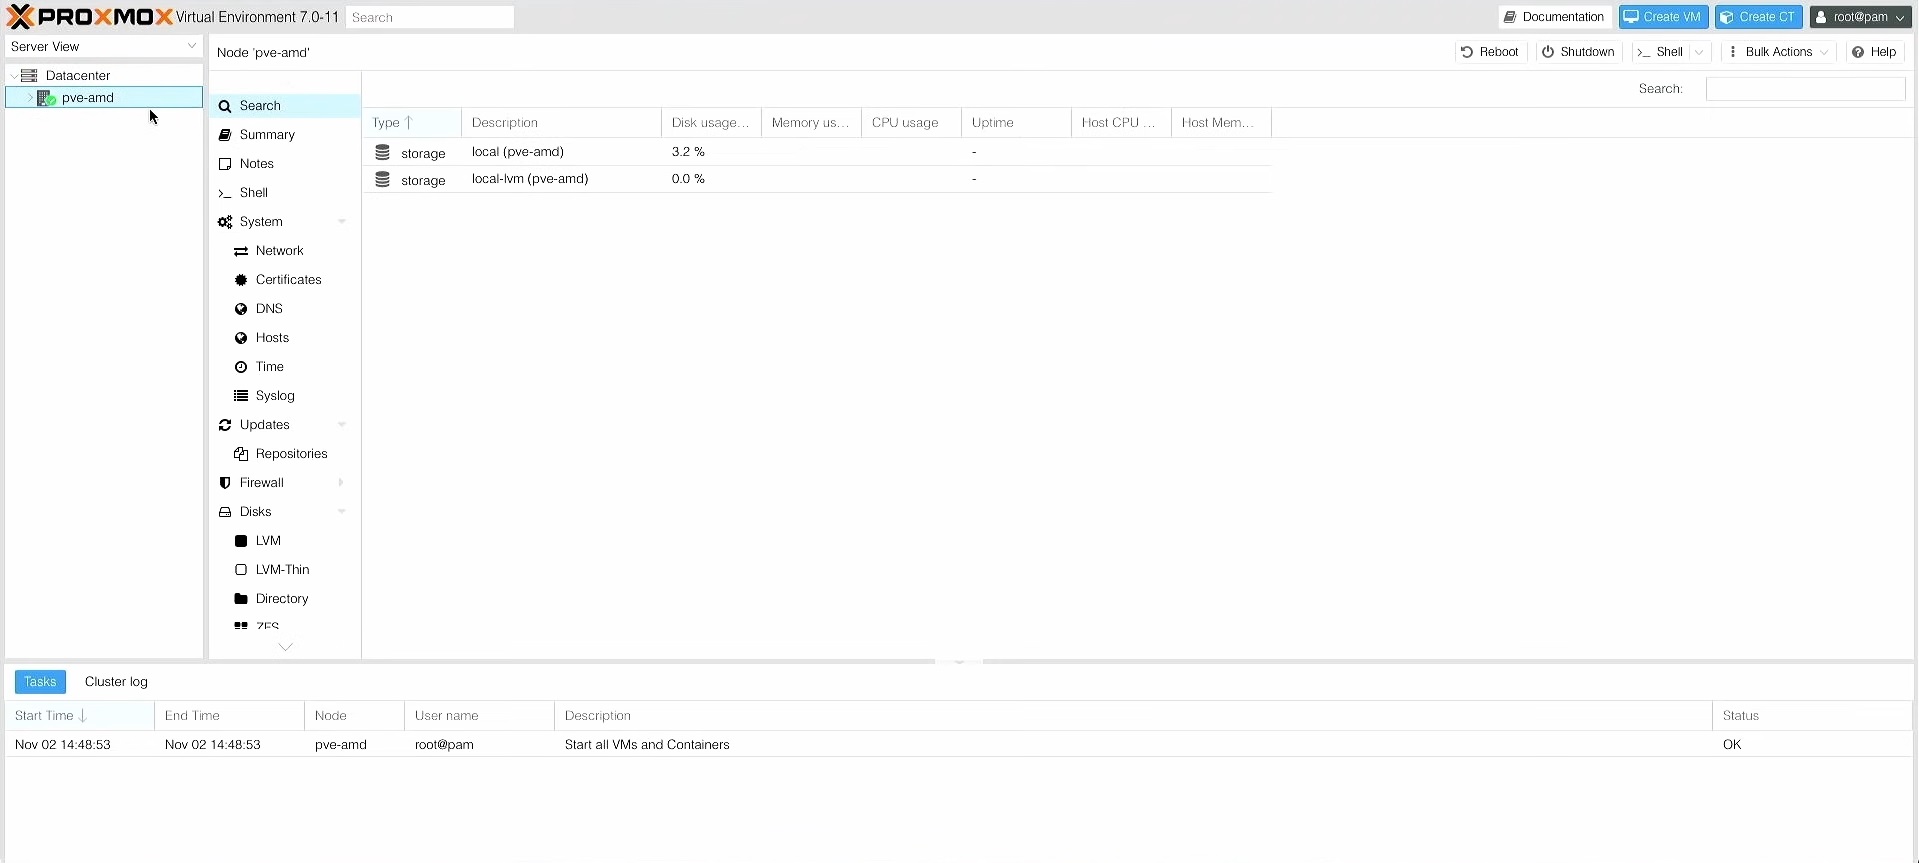 PROXMOX Virtual Environment 7.0-11 Search Documentation Create VM Create CT root@pam
Server View
Node 'pve-amd' Reboot Shutdown >_ Shell Bulk Actions Help
Datacenter
pve-amd
Search:
Search
Summary
Notes
>_ Shell
System
Network
Certificates
DNS
Hosts
Time
Syslog
Updates
Repositories
Firewall
Disks
LVM
LVM-Thin
Directory
ZFS
Type Description Disk usage... Memory us... CPU usage Uptime Host CPU ... Host Mem...
storage local (pve-amd) 3.2 % -
storage local-lvm (pve-amd) 0.0 % -
Tasks Cluster log
Start Time End Time Node User name Description Status
Nov 02 14:48:53 Nov 02 14:48:53 pve-amd root@pam Start all VMs and Containers OK